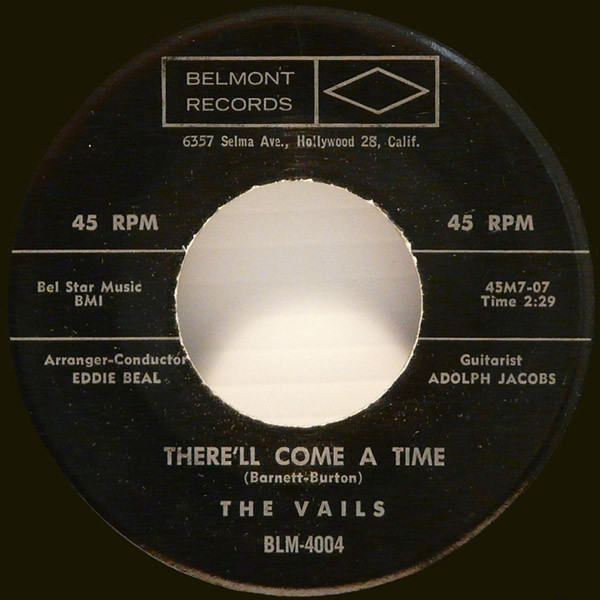 BELMONT
RECORDS
6357 Selma Ave., Hollywood 28, Calif.
45 RPM
45 RPM
Bel Star Music
BMI
45M7-07
Time 2:29
Arranger-Conductor
EDDIE BEAL
Guitarist
ADOLPH JACOBS
THERE'LL COME A TIME
(Barnett-Burton)
THE VAILS
BLM-4004